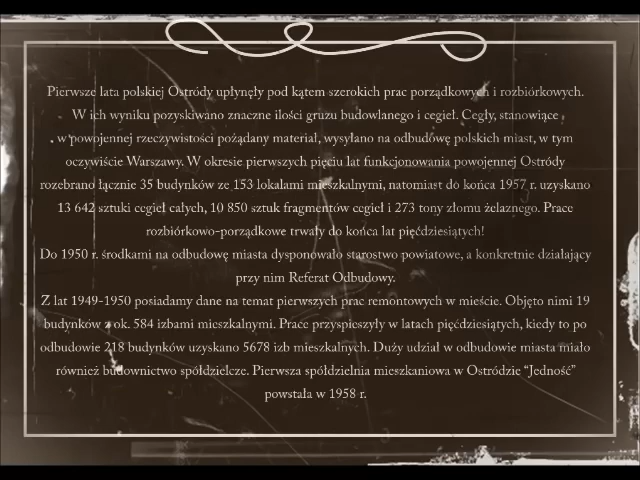 Pierwsze lata polskiej Ostródy upłynęły pod kątem szerokich prac porządkowych i rozbiórkowych.
W ich wyniku pozyskiwano znaczne ilości gruzu budowlanego i cegieł. Cegły, stanowiące
w powojennej rzeczywistości pożądany materiał, wysyłano na odbudowę polskich miast, w tym
oczywiście Warszawy. W okresie pierwszych pięciu lat funkcjonowania powojennej Ostródy
rozebrano łącznie 35 budynków ze 153 lokalami mieszkalnymi, natomiast do końca 1957 r. uzyskano
13 642 sztuki cegieł całych, 10 850 sztuk fragmentów cegieł i 273 tony złomu żelaznego. Prace
rozbiórkowo-porządkowe trwały do końca lat pięćdziesiątych!
Do 1950 r. środkami na odbudowę miasta dysponowało starostwo powiatowe, a konkretnie działający
przy nim Referat Odbudowy.
Z lat 1949-1950 posiadamy dane na temat pierwszych prac remontowych w mieście. Objęto nimi 19
budynków z ok. 584 izbami mieszkalnymi. Prace przyspieszyły w latach pięćdziesiątych, kiedy to po
odbudowie 218 budynków uzyskano 5678 izb mieszkalnych. Duży udział w odbudowie miasta miało
również budownictwo spółdzielcze. Pierwsza spółdzielnia mieszkaniowa w Ostródzie “Jedność”
powstała w 1958 r.